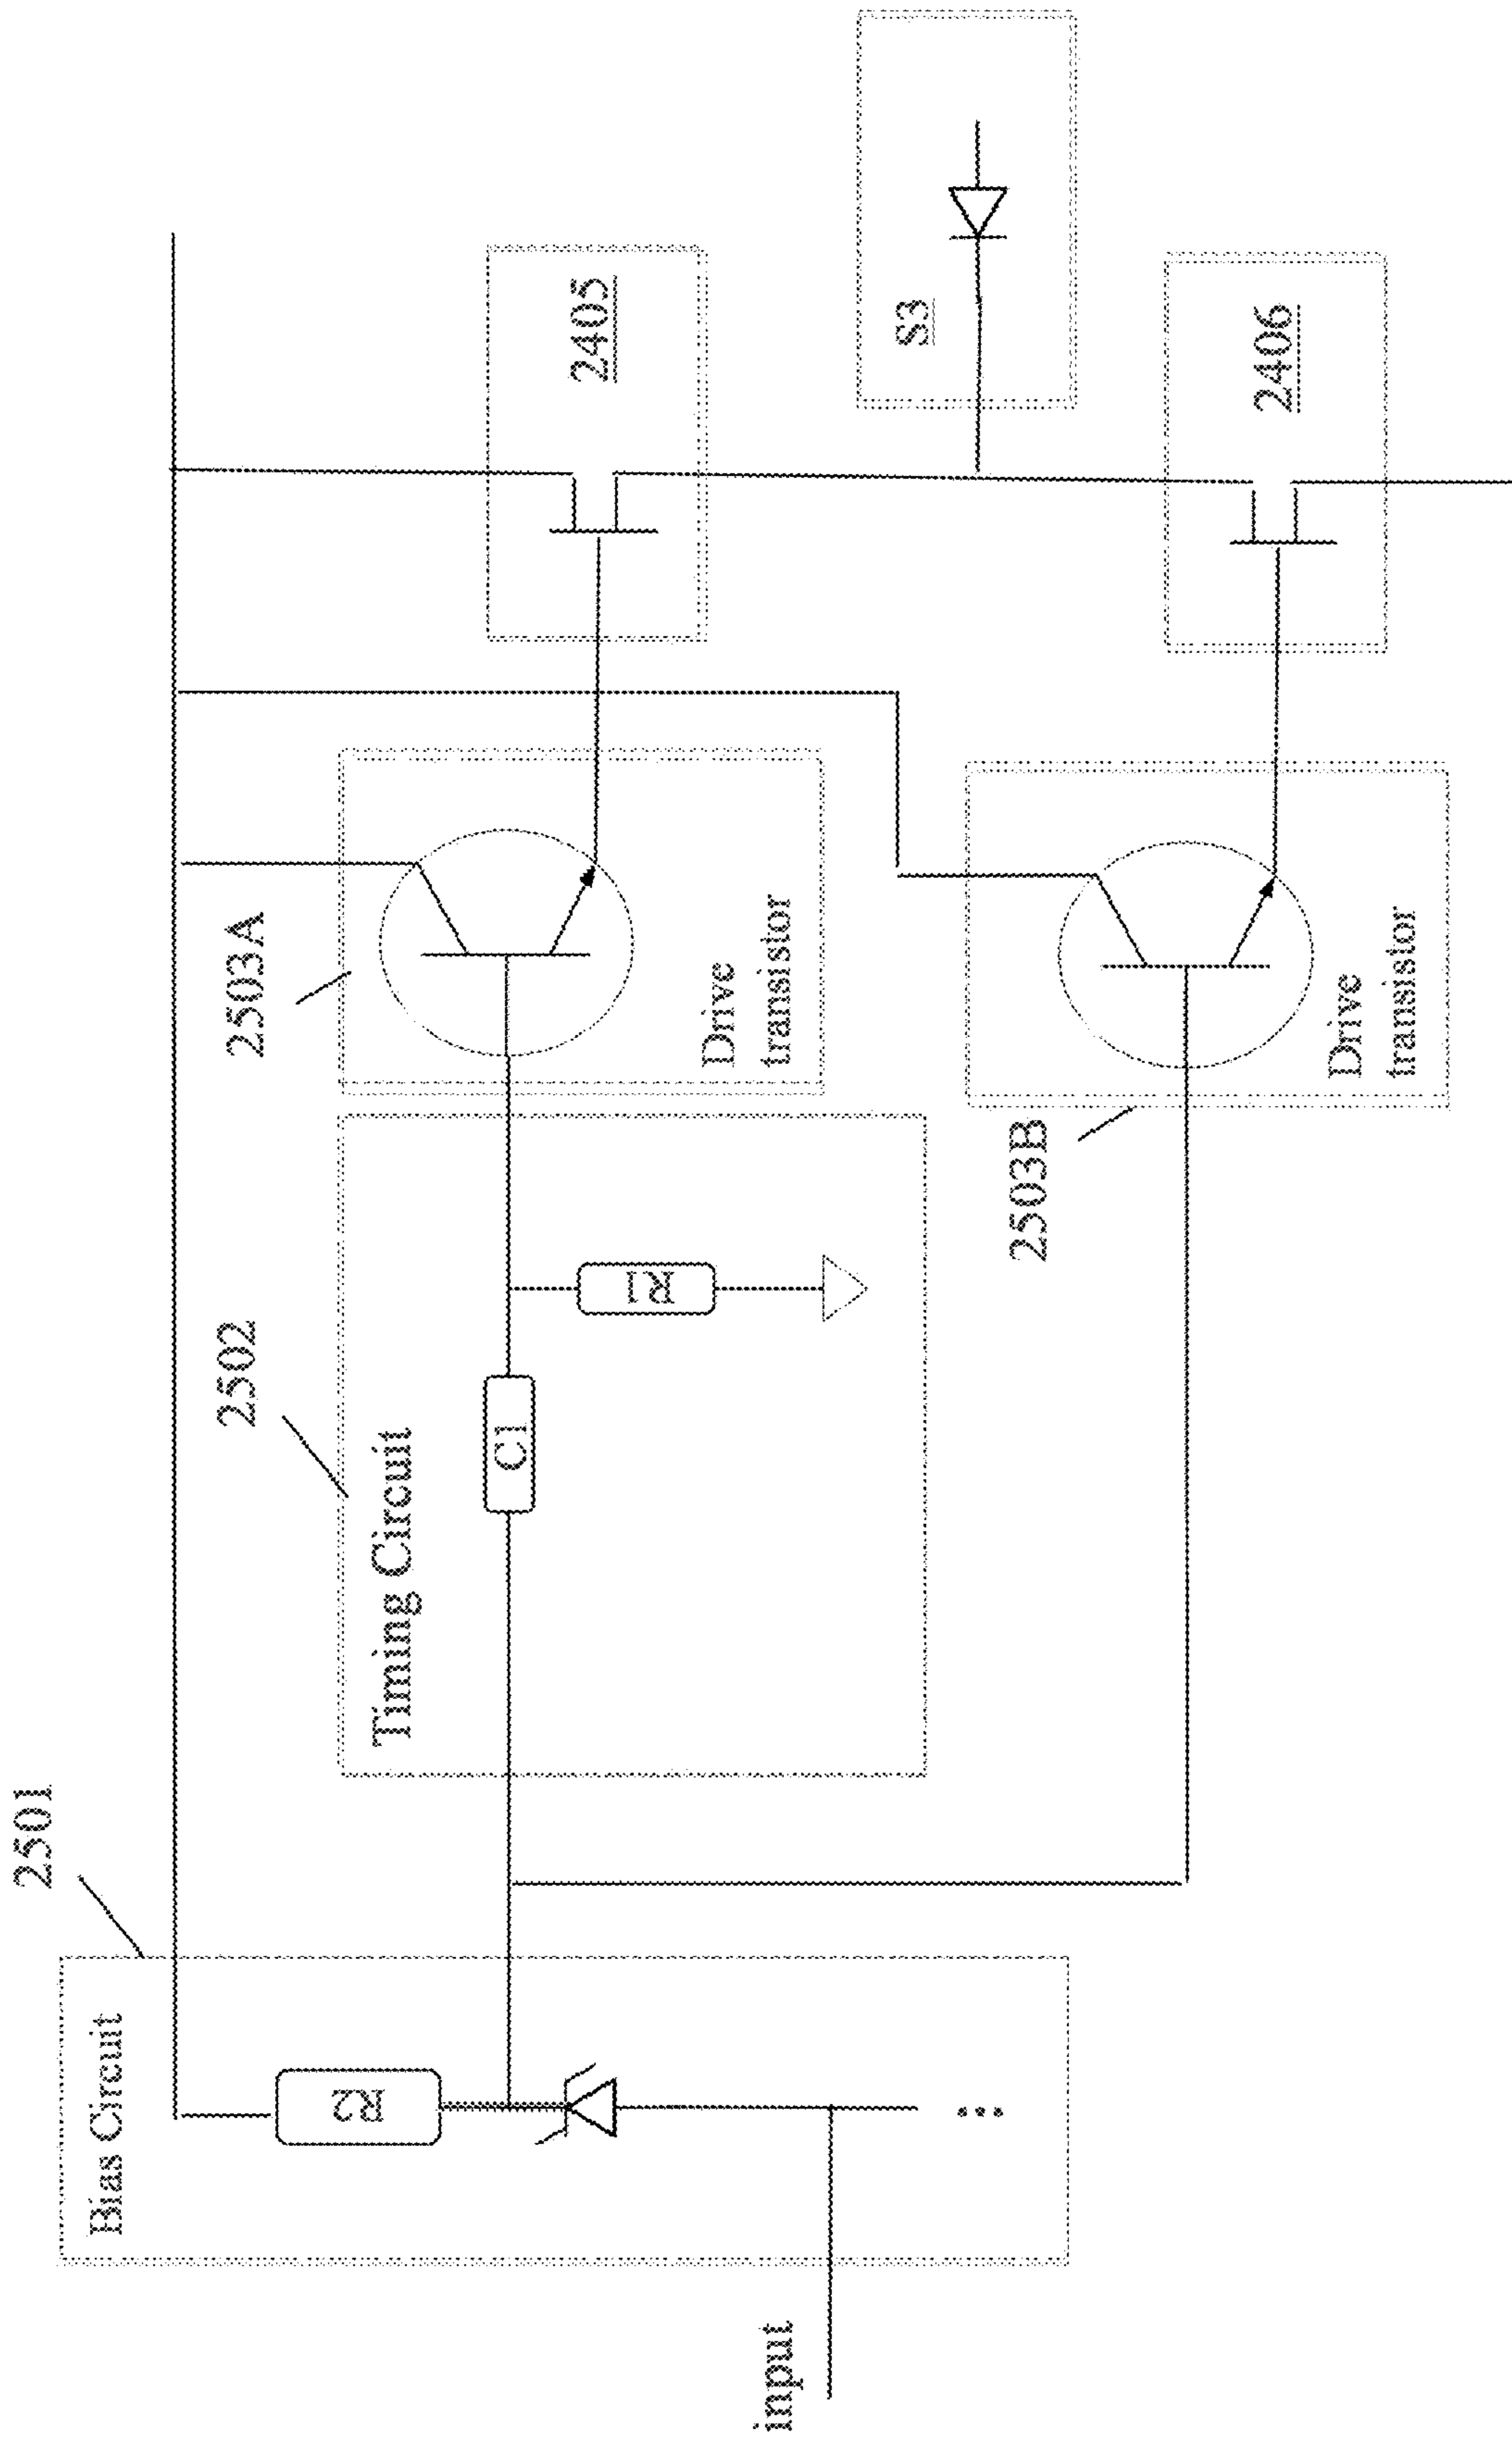 2501
Bias Circuit
R2
input
2502
Timing Circuit
C1
R1
2503A
Drive
transistor
2503B
Drive
transistor
2405
S3
2406
...